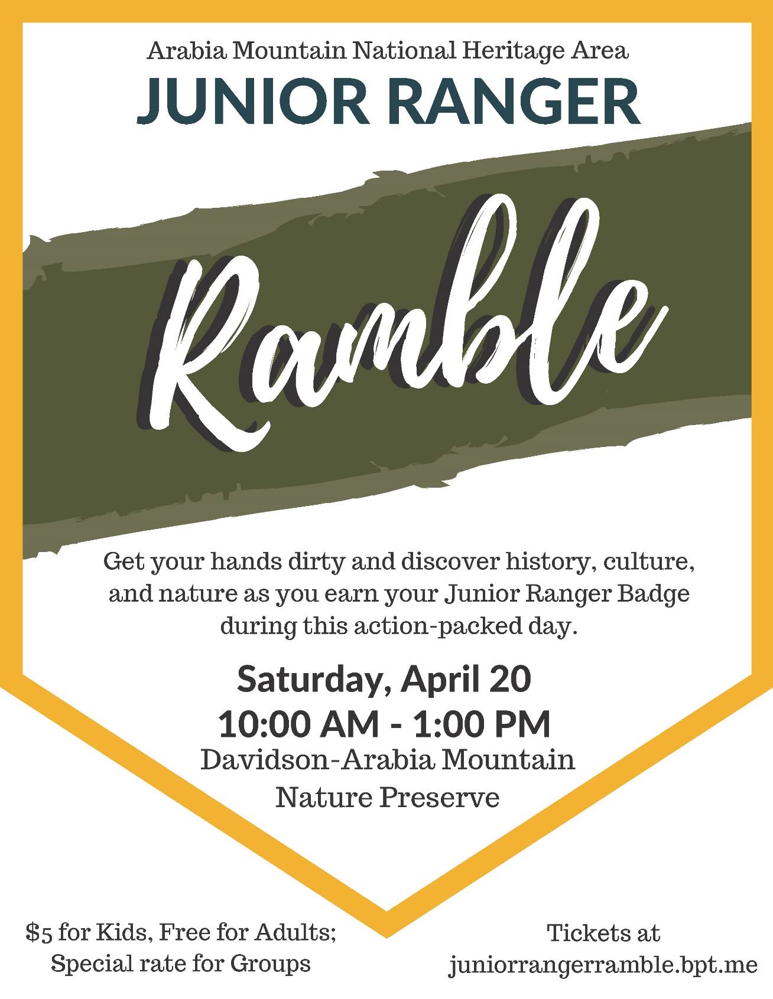 Arabia Mountain National Heritage Area
JUNIOR RANGER
Ramble
Get your hands dirty and discover history, culture,
and nature as you earn your Junior Ranger Badge
during this action-packed day.
Saturday, April 20
10:00 AM - 1:00 PM
Davidson-Arabia Mountain
Nature Preserve
$5 for Kids, Free for Adults;
Special rate for Groups
Tickets at
juniorrangerramble.bpt.me